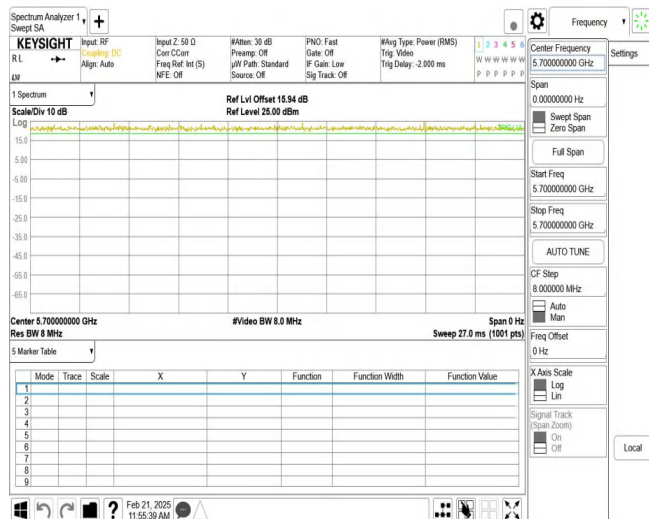 Spectrum Analyzer 1
Swept SA
Frequency
KEYSIGHT
R L
Input: RF
Coupling: DC
Align: Auto
Input Z: 50 Ω
Corr CCorr
Freq Ref: Int (S)
NFE: Off
#Atten: 30 dB
Preamp: Off
µW Path: Standard
Source: Off
PNO: Fast
Gate: Off
IF Gain: Low
Sig Track: Off
#Avg Type: Power (RMS)
Trig: Video
Trig Delay: -2.000 ms
1 2 3 4 5 6
W W W W W W
P P P P P P
Center Frequency
5.700000000 GHz
Settings
Span
0.00000000 Hz
Swept Span
Zero Span
Full Span
Start Freq
5.700000000 GHz
Stop Freq
5.700000000 GHz
AUTO TUNE
CF Step
8.000000 MHz
Auto
Man
Freq Offset
0 Hz
X Axis Scale
Log
Lin
Signal Track
(Span Zoom)
On
Off
Local
1 Spectrum
Scale/Div 10 dB
Ref Lvl Offset 15.94 dB
Ref Level 25.00 dBm
Log
15.0
5.00
-5.00
-15.0
-25.0
-35.0
-45.0
-55.0
-65.0
Center 5.700000000 GHz
#Video BW 8.0 MHz
Span 0 Hz
Res BW 8 MHz
Sweep 27.0 ms (1001 pts)
5 Marker Table
Mode Trace Scale X Y Function Function Width Function Value
1
2
3
4
5
6
7
8
9
Feb 21, 2025
11:55:39 AM